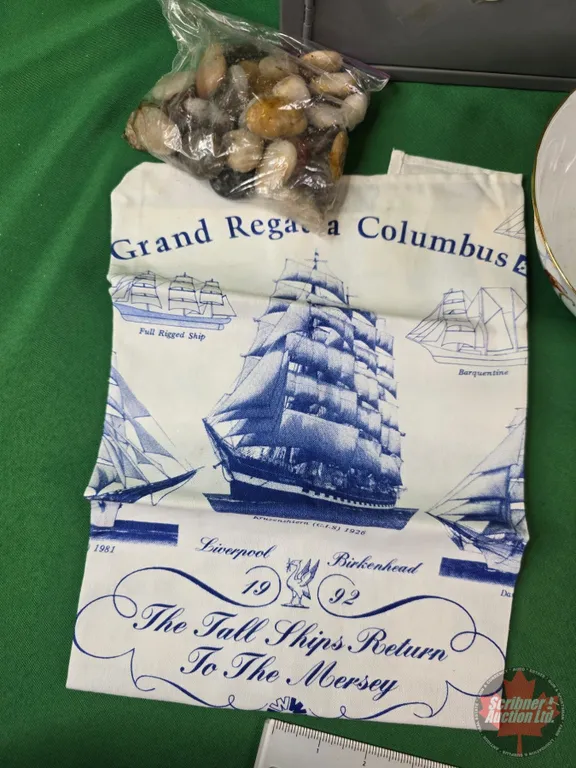 Grand Regatta Columbus
Full Rigged Ship
Barquentine
Kruzenshtern (C.I.S) 1926
1981
Liverpool Birkenhead
19 92
The Tall Ships Return
To The Mersey
Scribner
Auction Ltd.